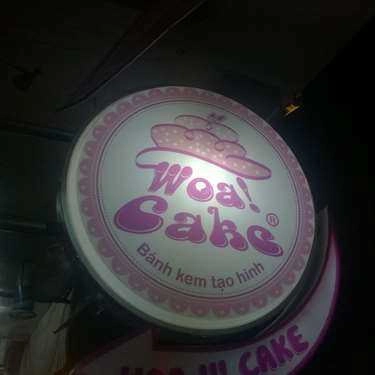 Woa!
Cake®
Bánh kem tạo hình
CAKE